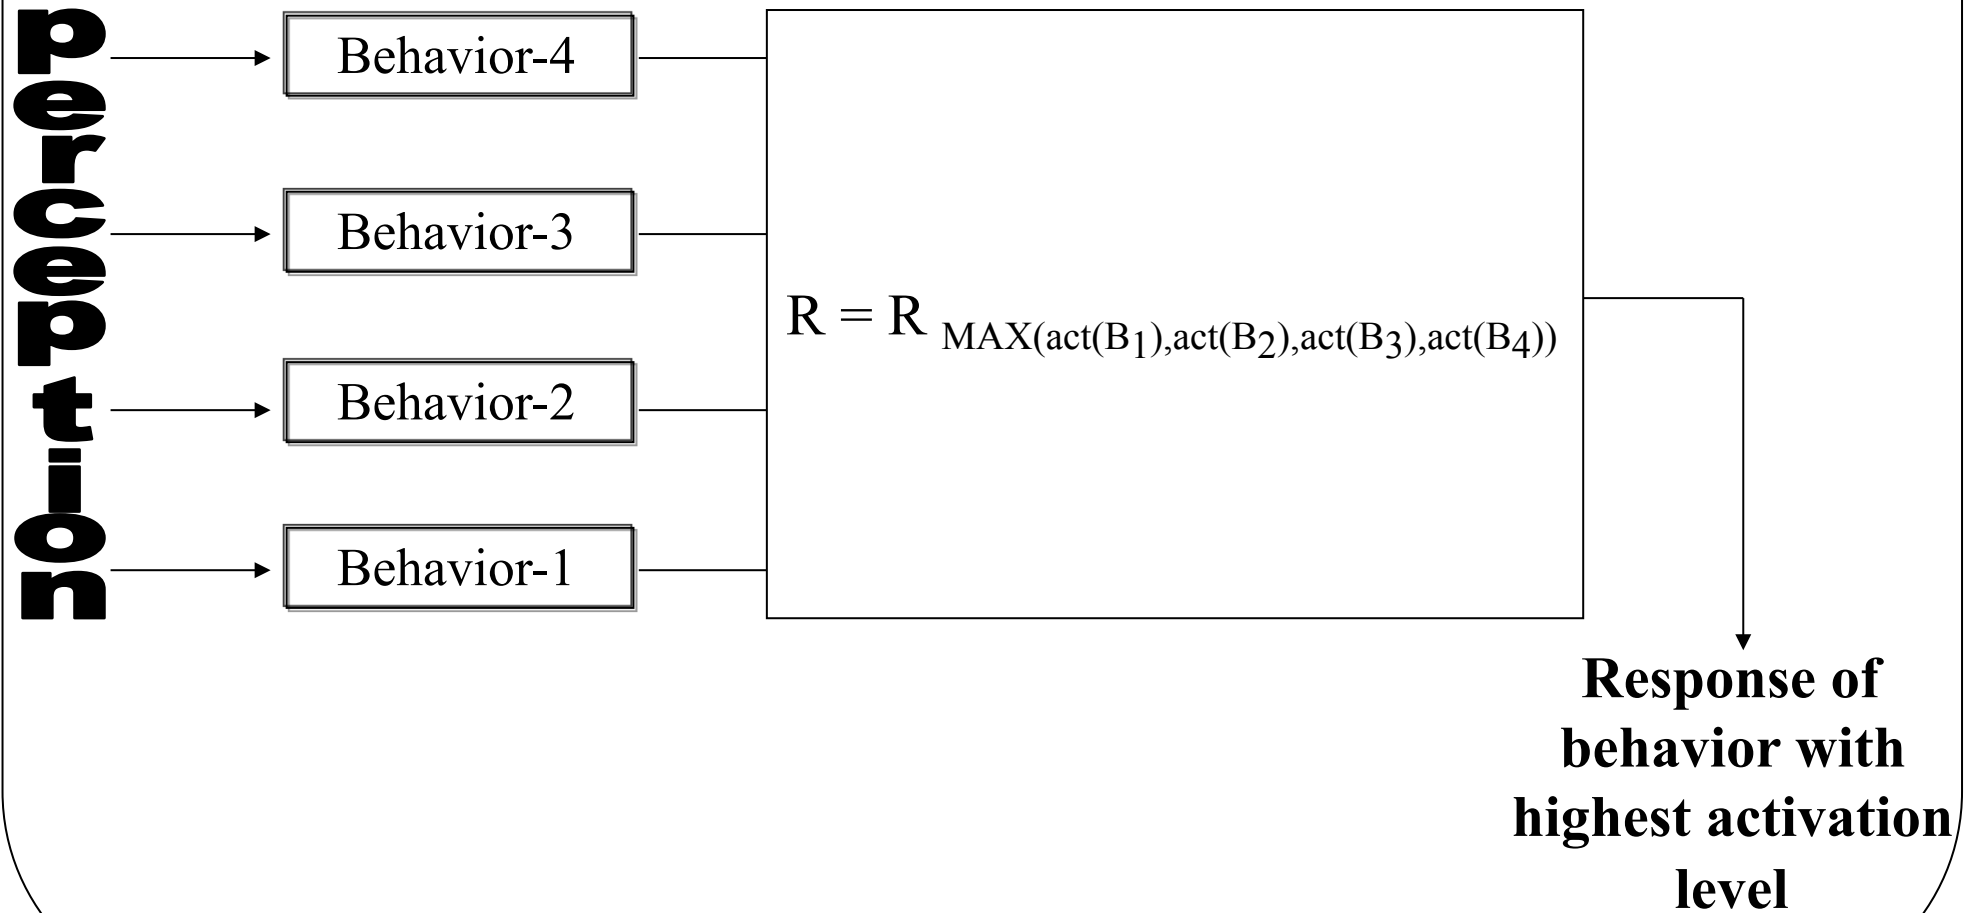 Perception
Behavior-4
Behavior-3
Behavior-2
Behavior-1
R = R MAX(act(B1),act(B2),act(B3),act(B4))
Response of
behavior with
highest activation
level